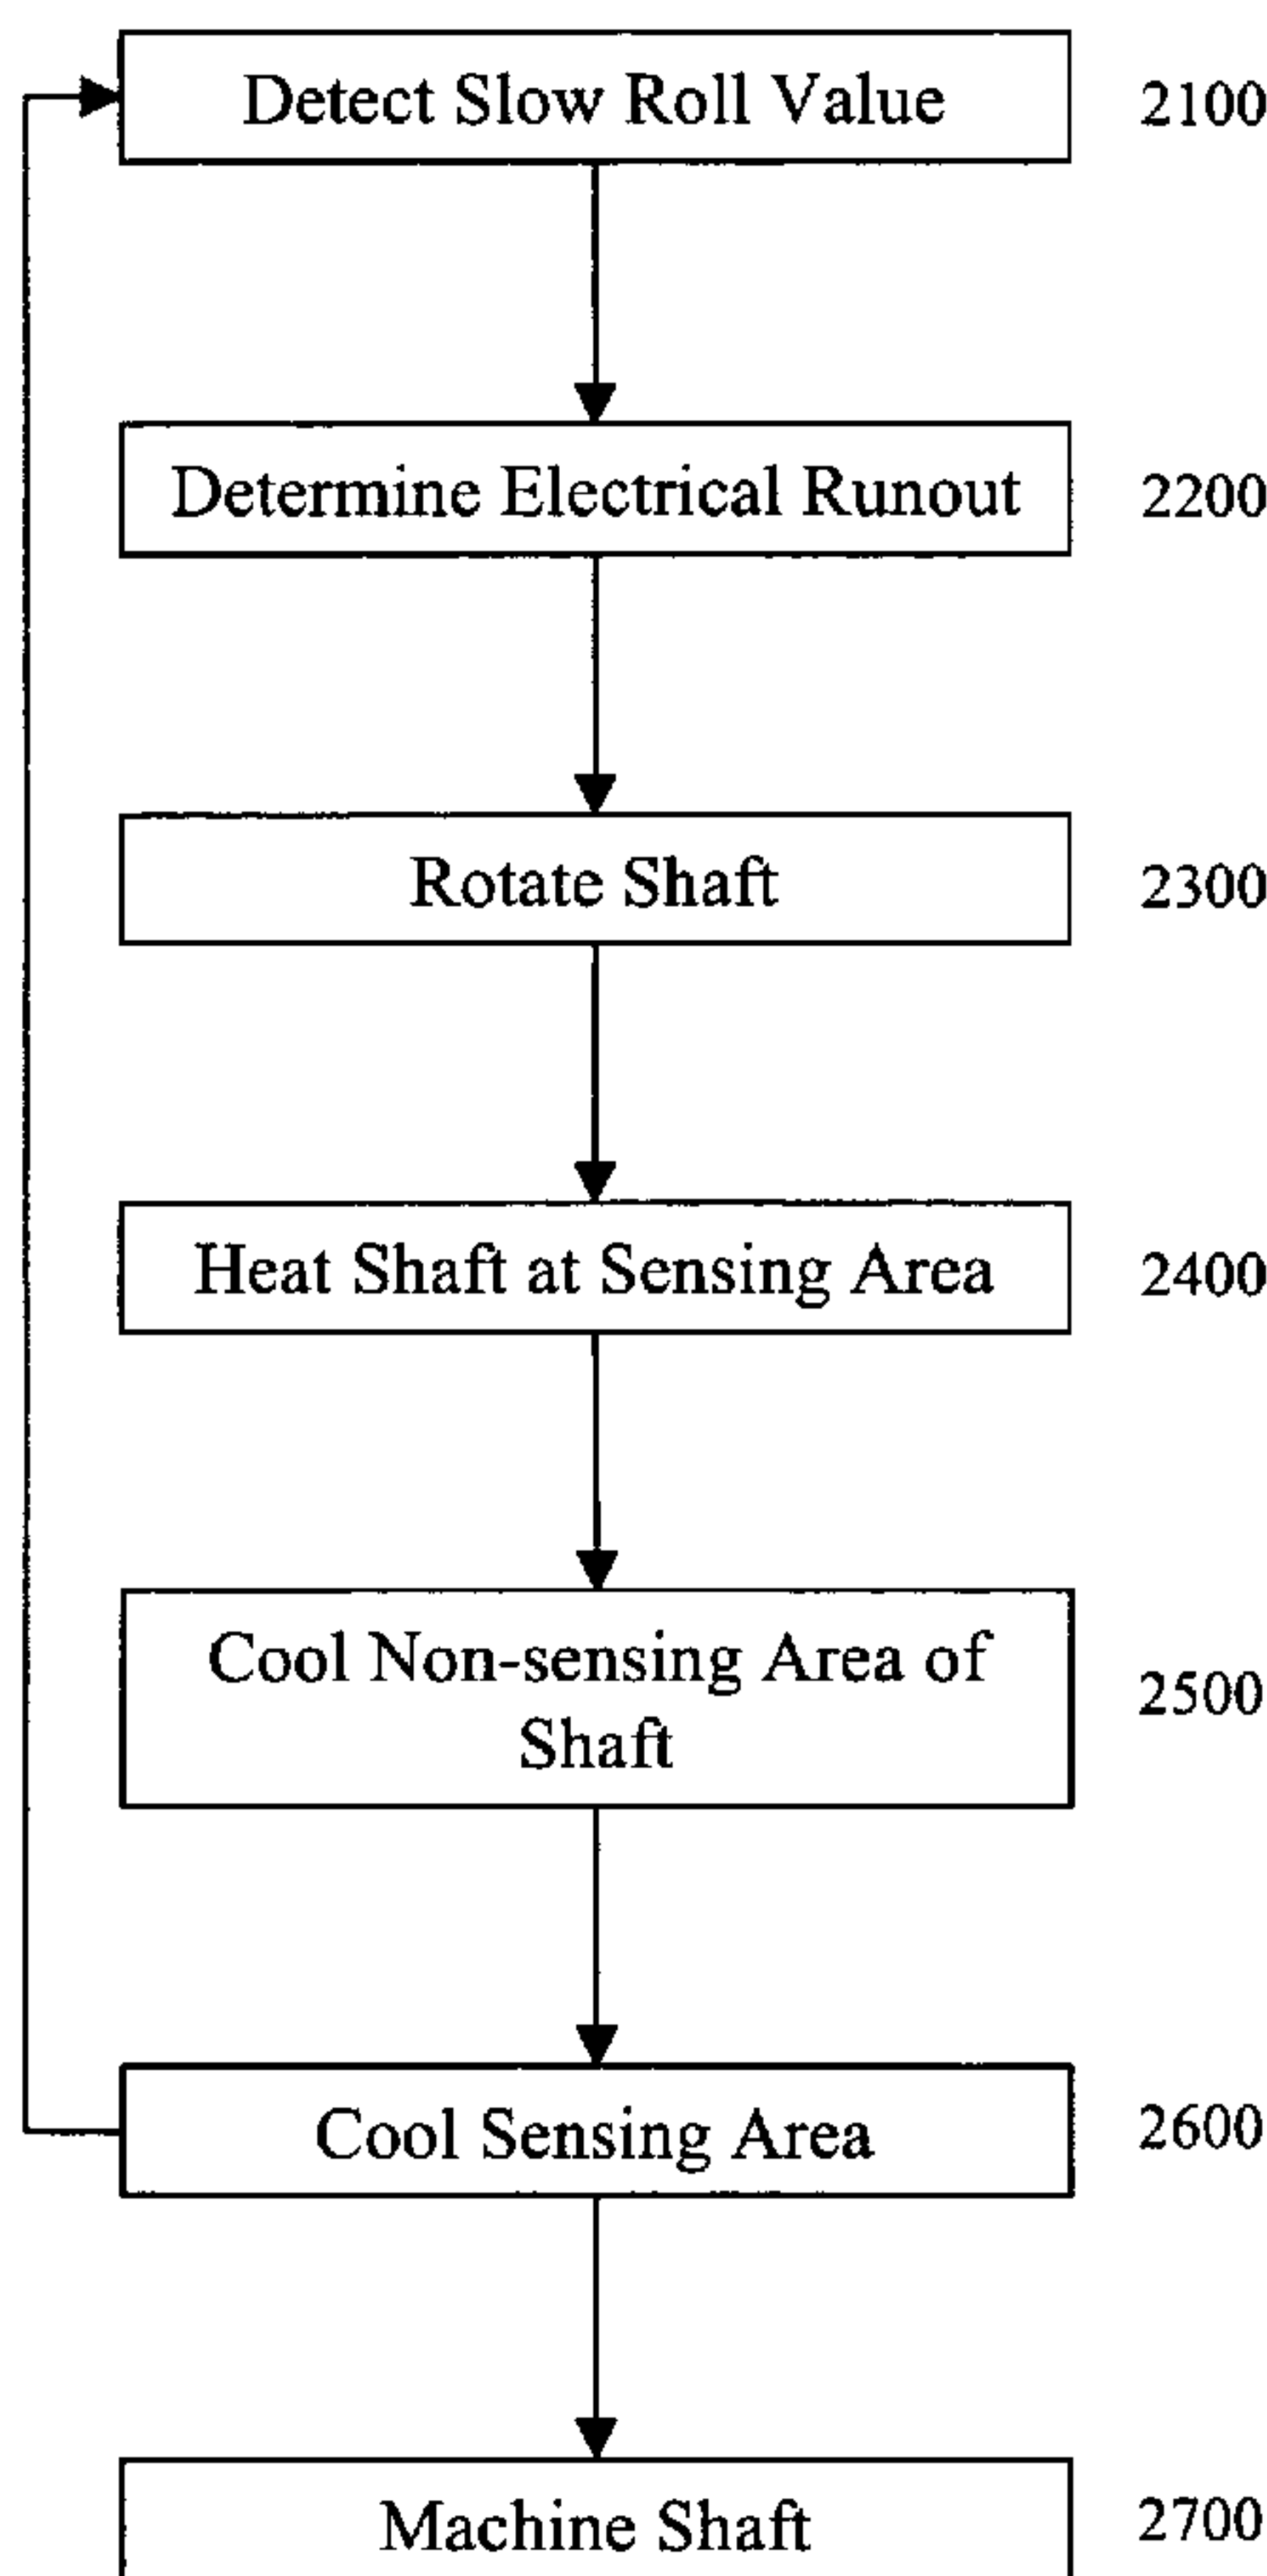 Detect Slow Roll Value 2100
Determine Electrical Runout 2200
Rotate Shaft 2300
Heat Shaft at Sensing Area 2400
Cool Non-sensing Area of
Shaft
2500
Cool Sensing Area 2600
Machine Shaft 2700